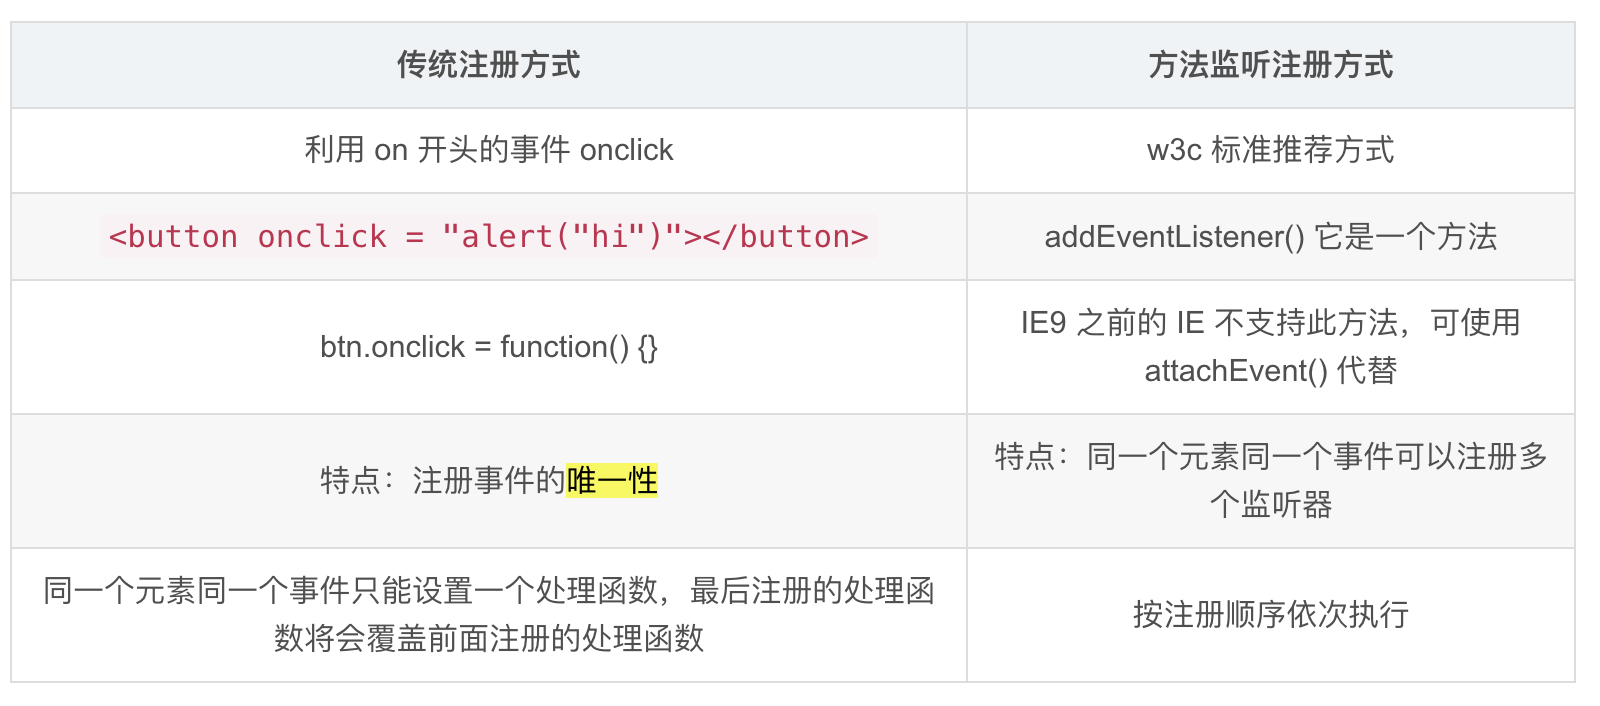 传统注册方式
方法监听注册方式
利用 on 开头的事件 onclick
w3c 标准推荐方式
<button onclick = "alert("hi")"></button>
addEventListener() 它是一个方法
btn.onclick = function() {}
IE9 之前的 IE 不支持此方法，可使用
attachEvent() 代替
特点：注册事件的唯一性
特点：同一个元素同一个事件可以注册多
个监听器
同一个元素同一个事件只能设置一个处理函数，最后注册的处理函
数将会覆盖前面注册的处理函数
按注册顺序依次执行